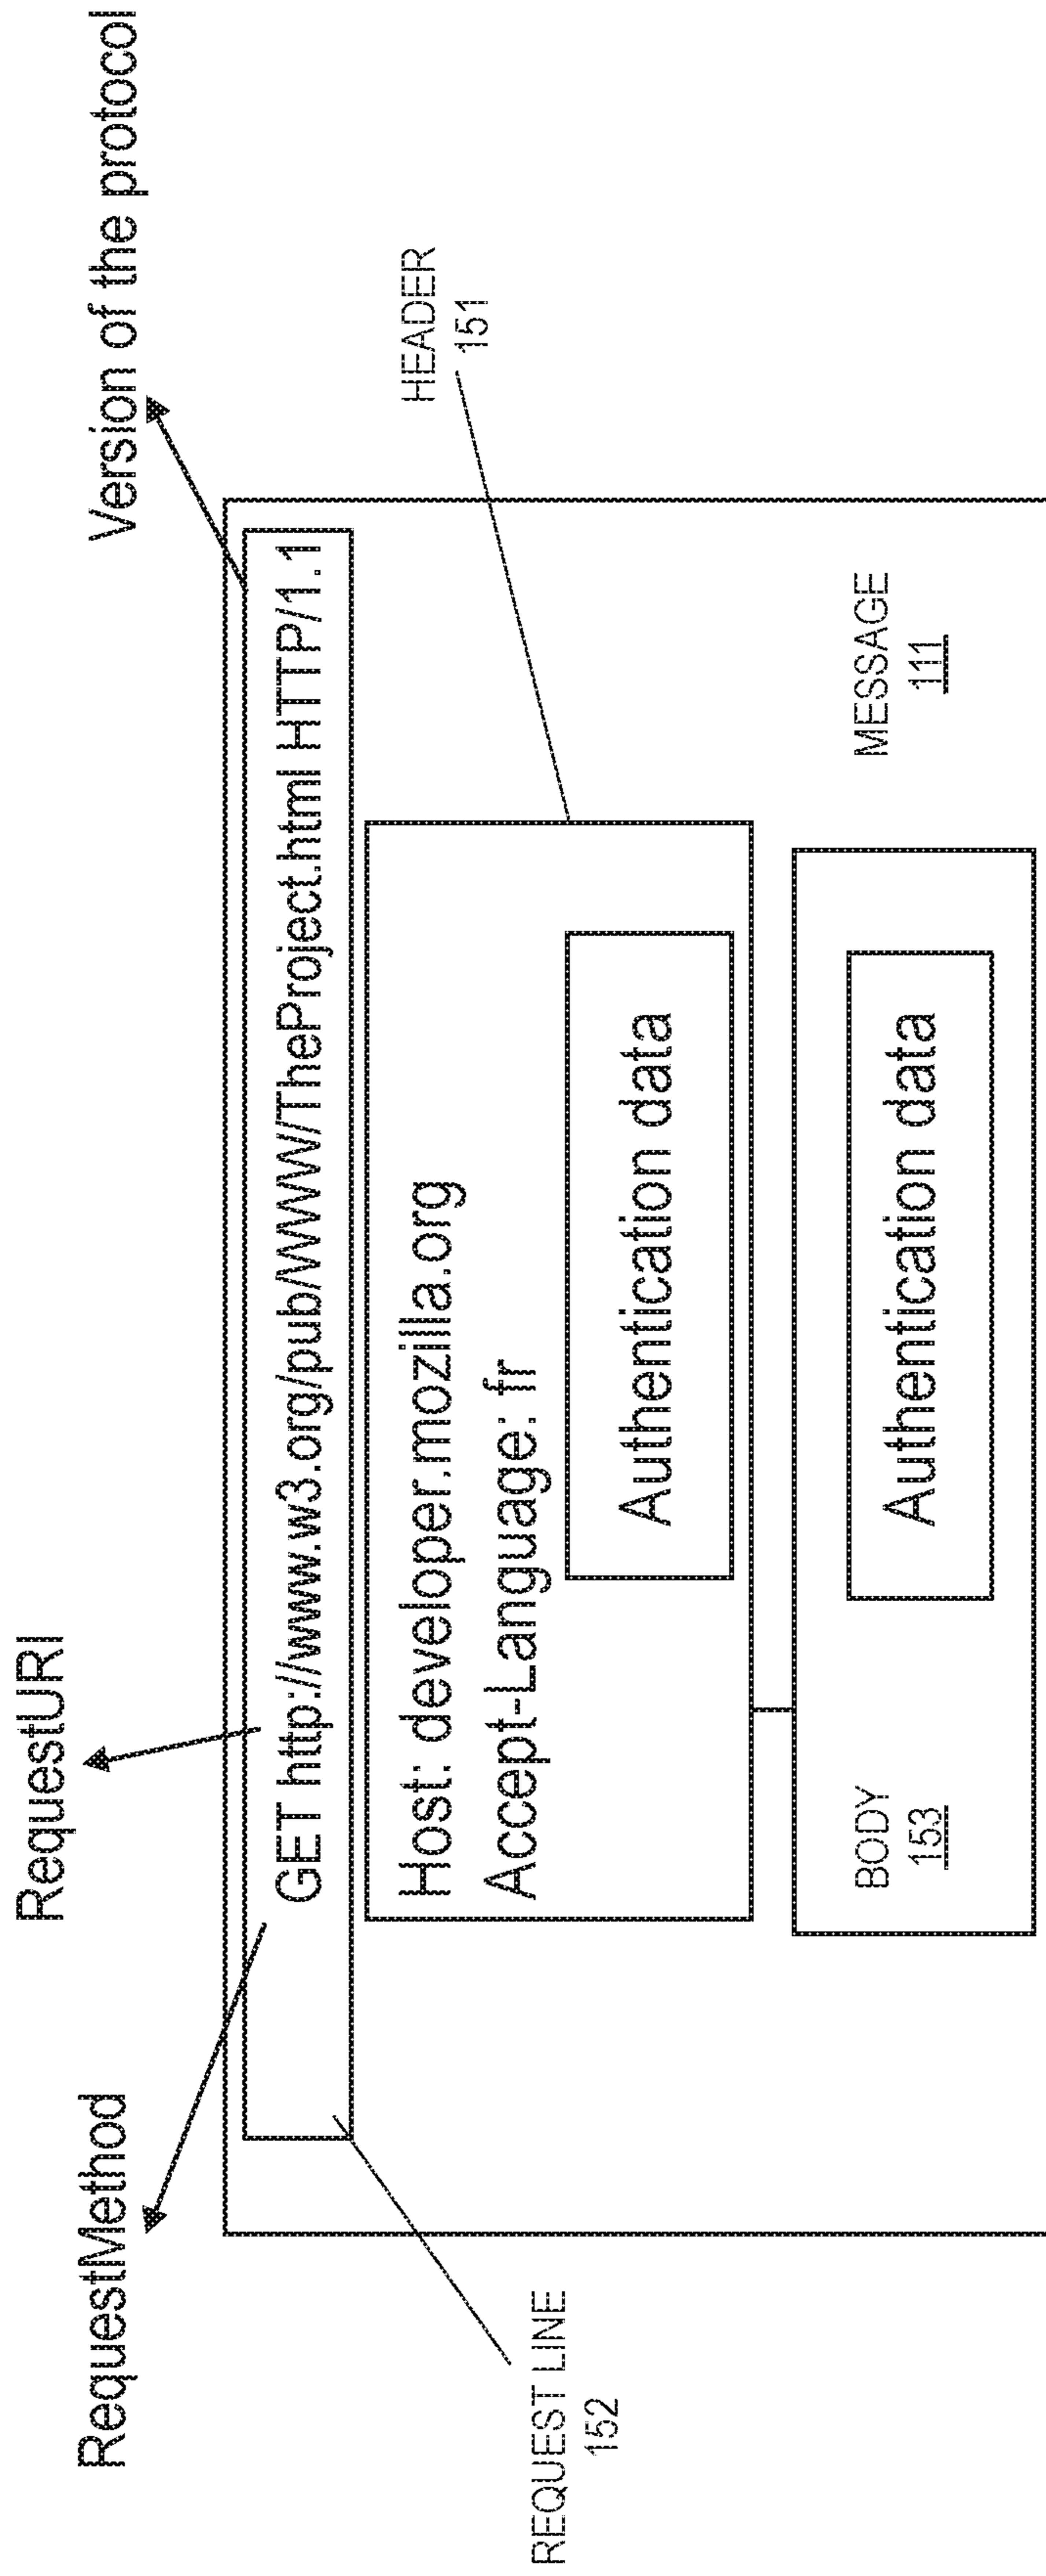 RequestURI
RequestMethod
Version of the protocol
GET http://www.w3.org/pub/WWW/TheProject.html HTTP/1.1
REQUEST LINE
152
Host: developer.mozilla.org
Accept-Language: fr
Authentication data
HEADER
151
BODY
153
Authentication data
MESSAGE
111